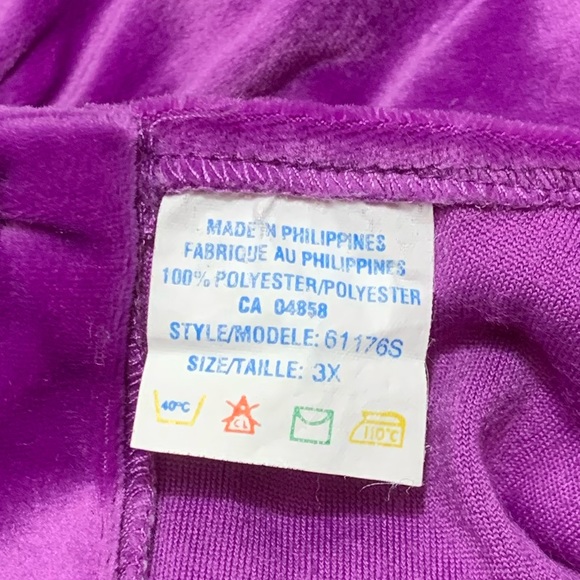 MADE IN PHILIPPINES
FABRIQUE AU PHILIPPINES
100% POLYESTER/POLYESTER
CA 04858
STYLE/MODELE: 61176S
SIZE/TAILLE: 3X
40°C CL 110°C